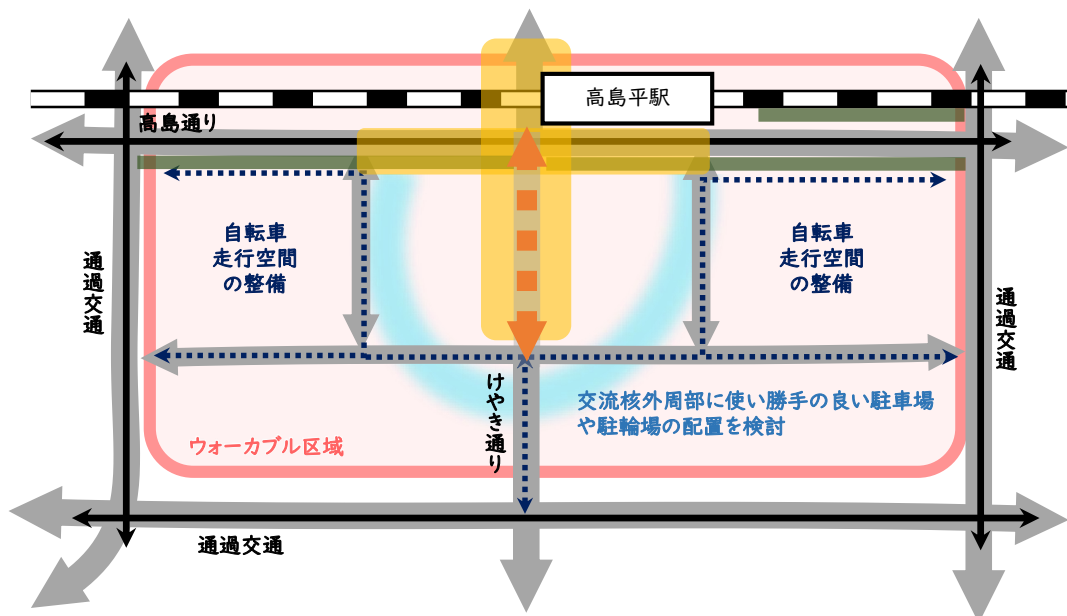 高島平駅
高島通り
自転車
走行空間
の整備
自転車
走行空間
の整備
通過交通
通過交通
けやき通り
交流核外周部に使い勝手の良い駐車場
や駐輪場の配置を検討
ウォーカブル区域
通過交通